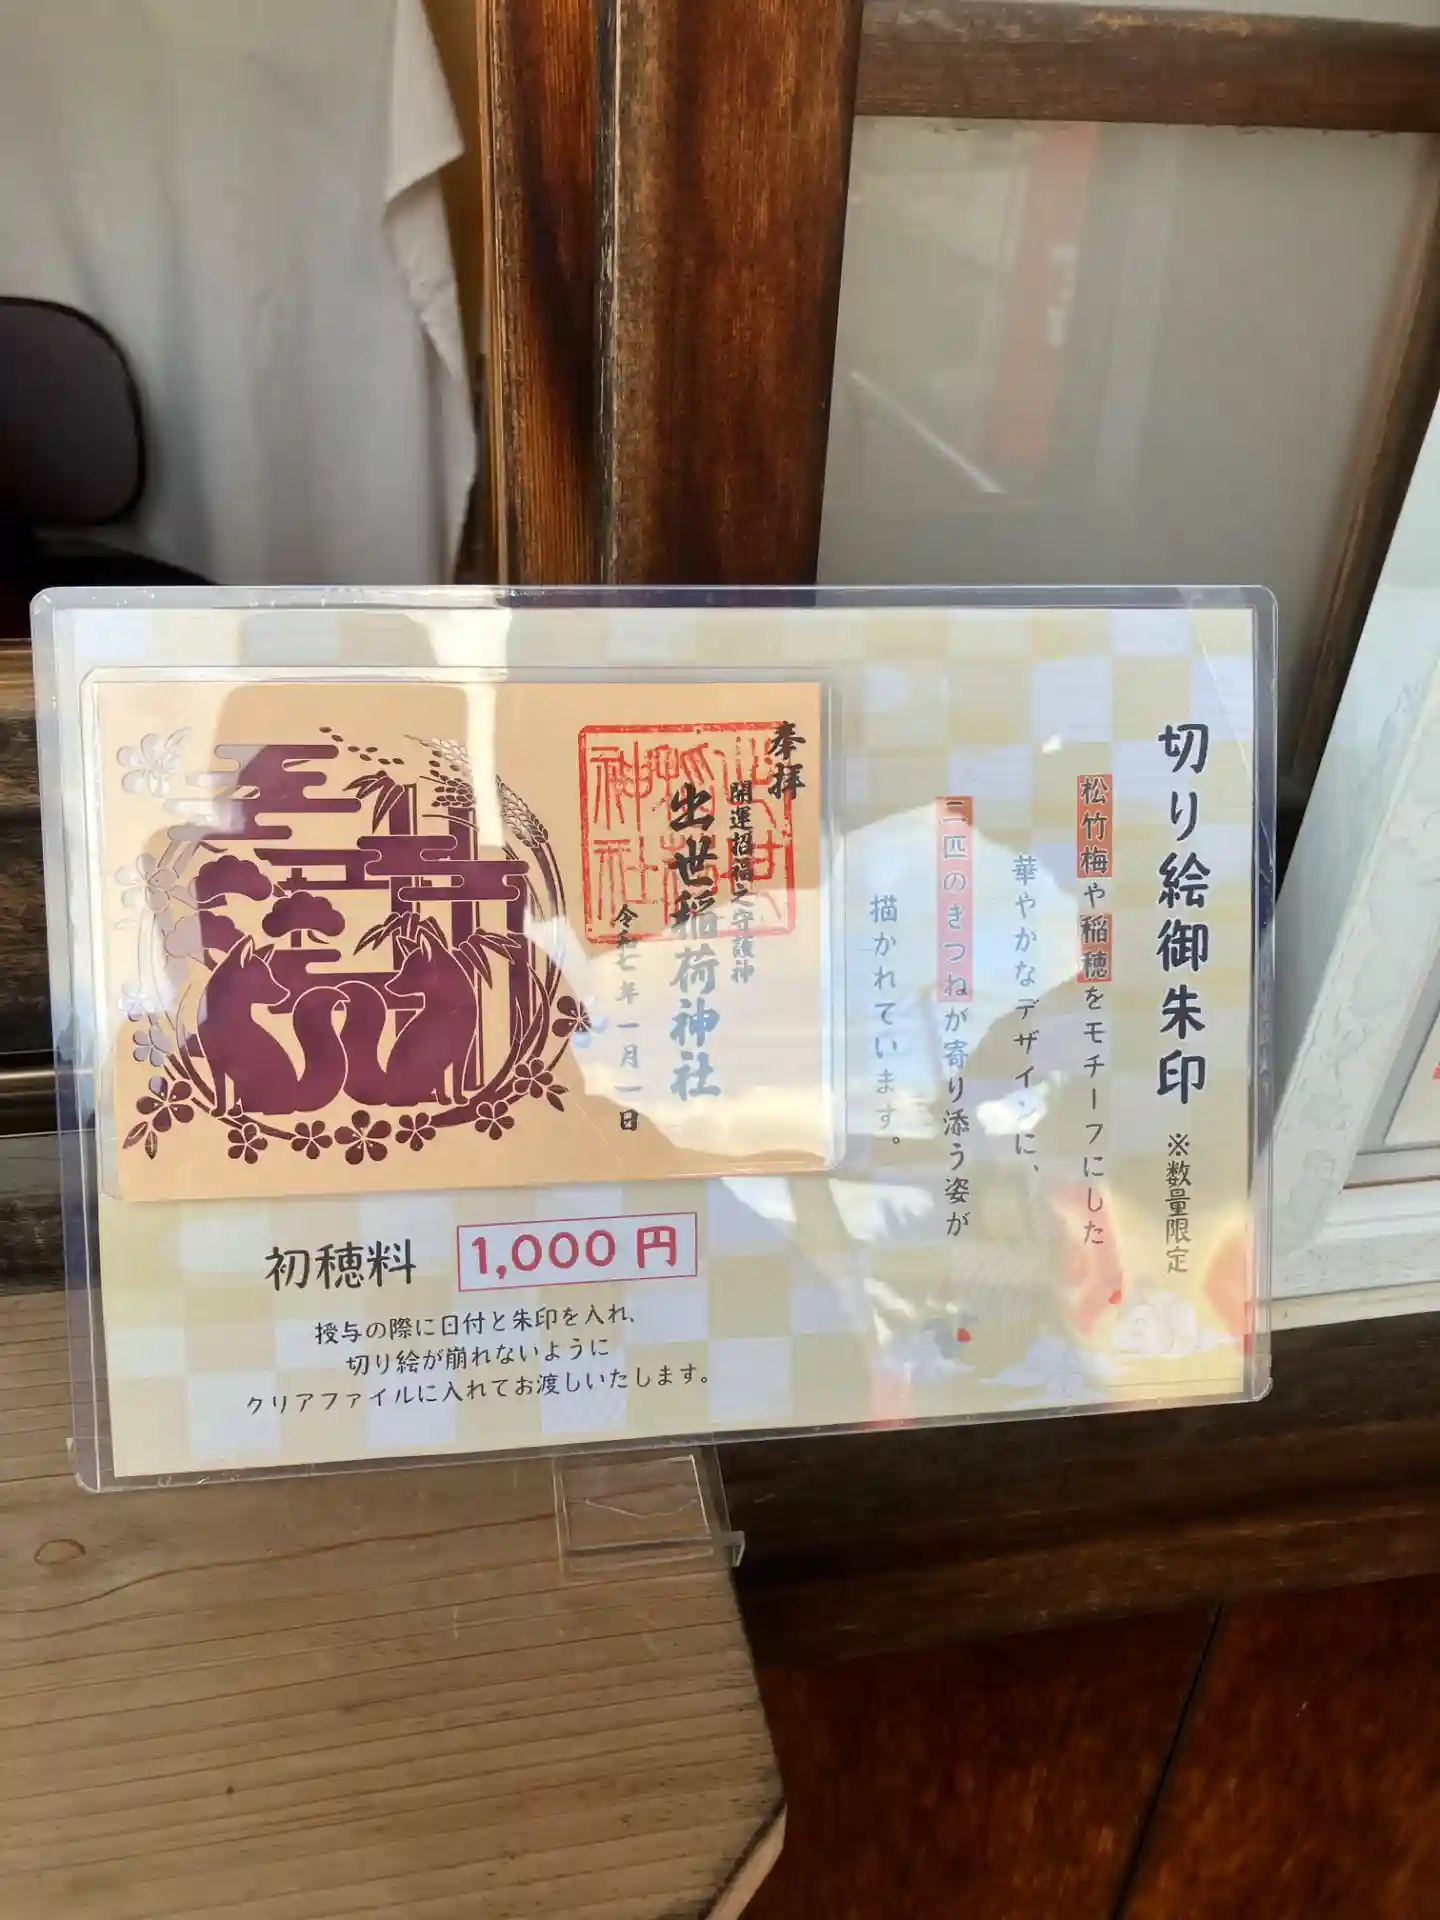 切り絵御朱印 ※数量限定
松竹梅や稲穂をモチーフにした
華やかなデザインに、
二匹のきつねが寄り添う姿が
描かれています。
奉拝
開運招福之守護神
出世稲荷神社
令和七年一月一日
出世
稲荷
神社
初穂料 1,000円
授与の際に日付と朱印を入れ、
切り絵が崩れないように
クリアファイルに入れてお渡しいたします。